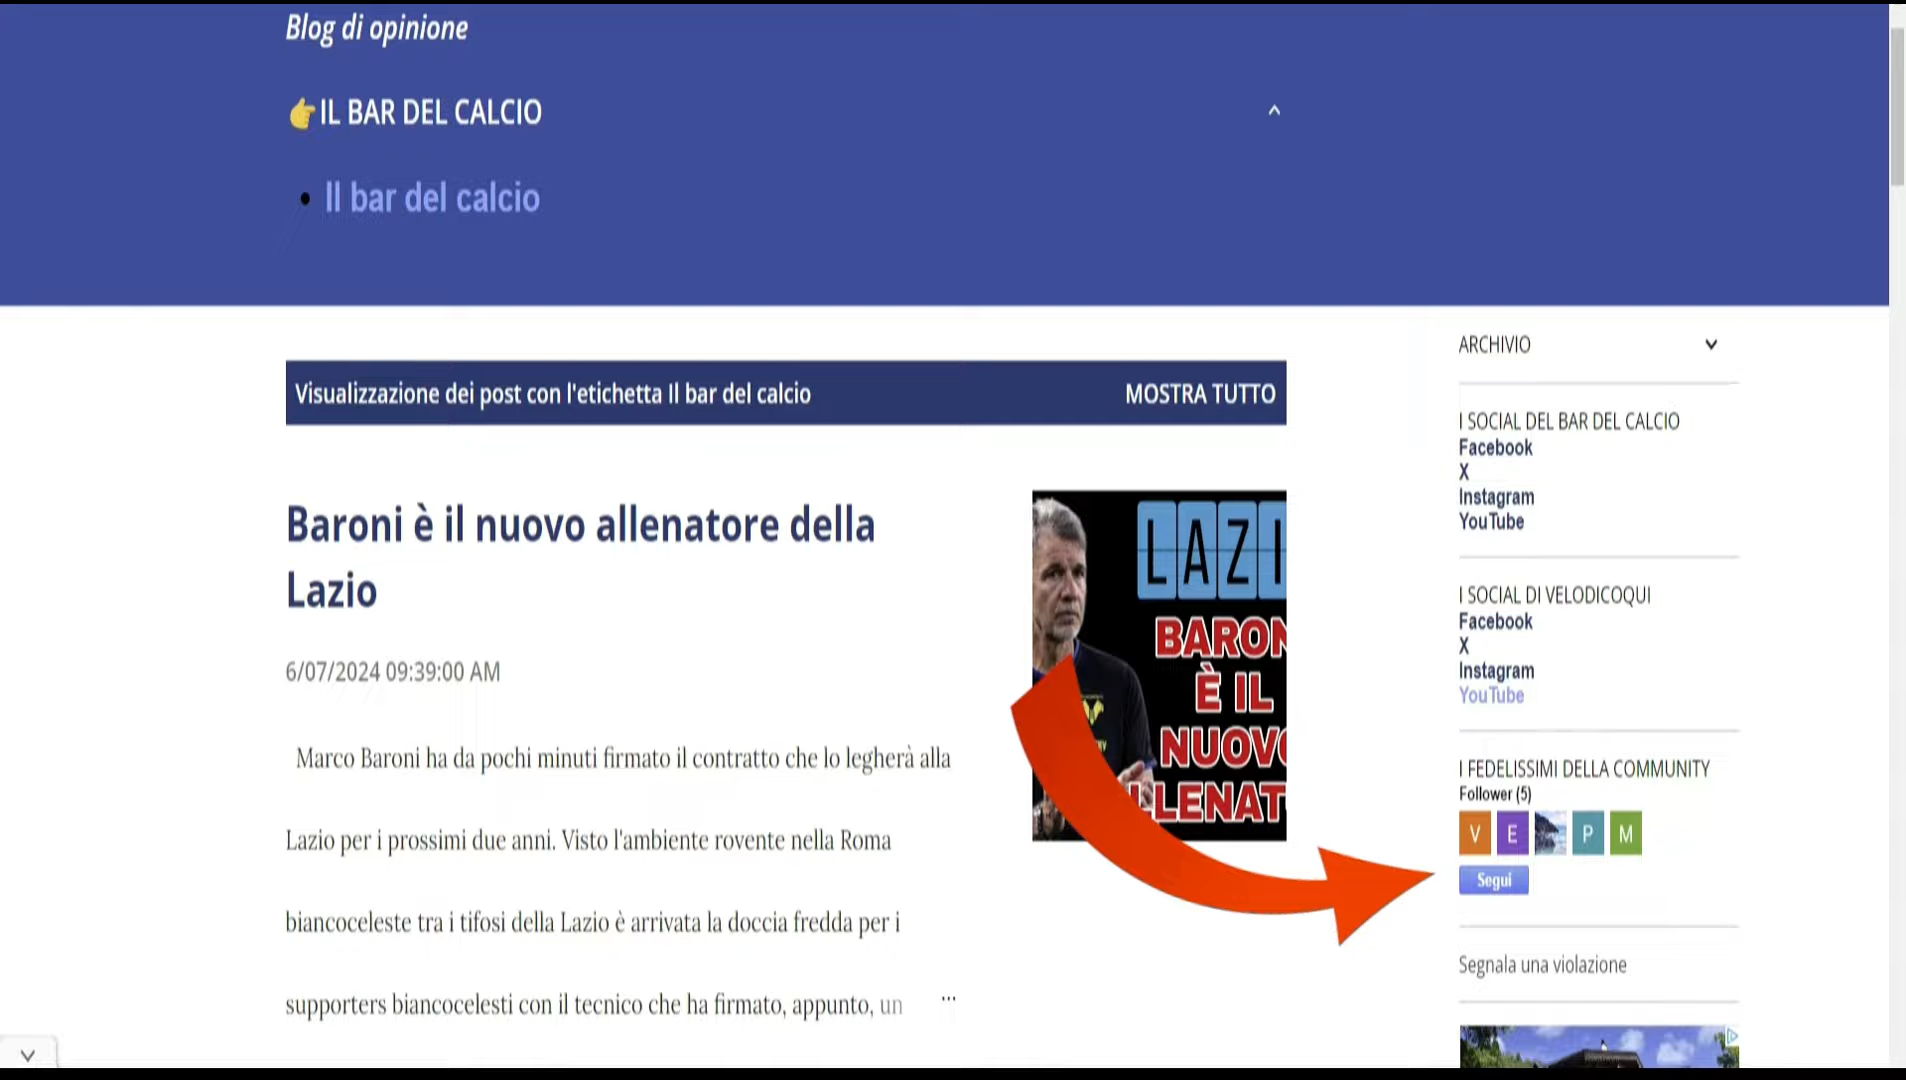 Blog di opinione
👉IL BAR DEL CALCIO
Il bar del calcio
Visualizzazione dei post con l'etichetta Il bar del calcio
MOSTRA TUTTO
Baroni è il nuovo allenatore della
Lazio
6/07/2024 09:39:00 AM
Marco Baroni ha da pochi minuti firmato il contratto che lo legherà alla
Lazio per i prossimi due anni. Visto l'ambiente rovente nella Roma
biancoceleste tra i tifosi della Lazio è arrivata la doccia fredda per i
supporters biancocelesti con il tecnico che ha firmato, appunto, un ...
LAZI
BARON
È IL
NUOVO
LLENAT
ARCHIVIO
I SOCIAL DEL BAR DEL CALCIO
Facebook
X
Instagram
YouTube
I SOCIAL DI VELODICOQUI
Facebook
X
Instagram
YouTube
I FEDELISSIMI DELLA COMMUNITY
Follower (5)
V E P M
Segui
Segnala una violazione